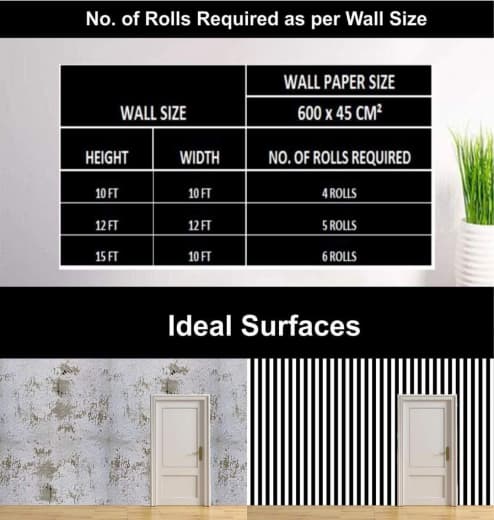 No. of Rolls Required as per Wall Size
WALL SIZE
WALL PAPER SIZE
600 x 45 CM²
HEIGHT WIDTH NO. OF ROLLS REQUIRED
10 FT 10 FT 4 ROLLS
12 FT 12 FT 5 ROLLS
15 FT 10 FT 6 ROLLS
Ideal Surfaces